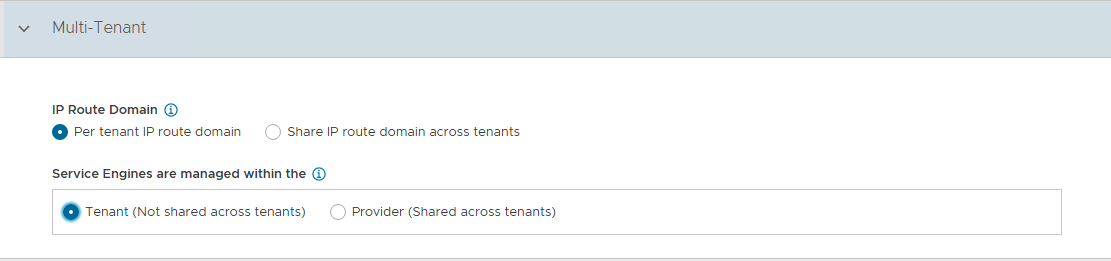 Multi-Tenant
IP Route Domain
Per tenant IP route domain Share IP route domain across tenants
Service Engines are managed within the
Tenant (Not shared across tenants) Provider (Shared across tenants)